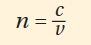 n = c/v